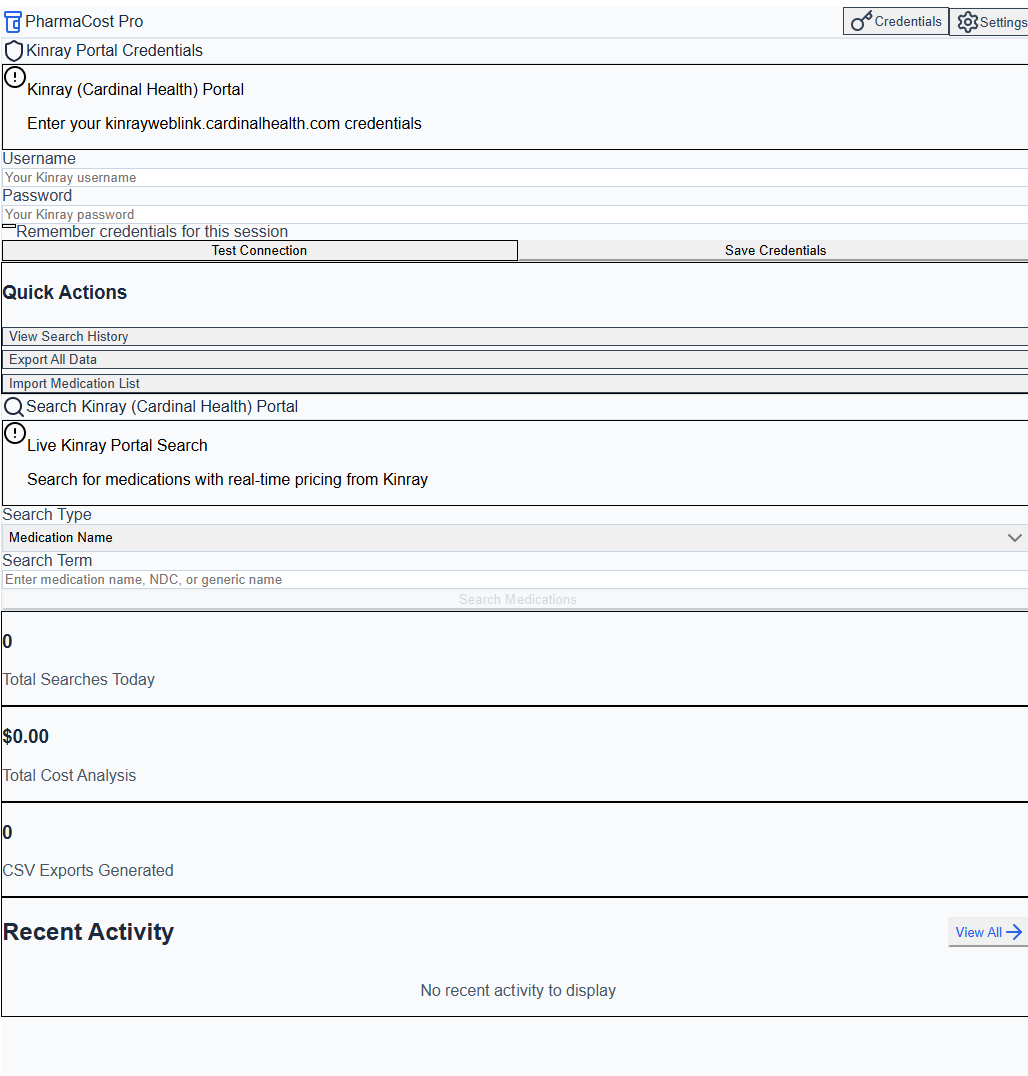 PharmaCost Pro
Credentials
Settings
Kinray Portal Credentials
Kinray (Cardinal Health) Portal
Enter your kinrayweblink.cardinalhealth.com credentials
Username
Your Kinray username
Password
Your Kinray password
Remember credentials for this session
Test Connection
Save Credentials
Quick Actions
View Search History
Export All Data
Import Medication List
Search Kinray (Cardinal Health) Portal
Live Kinray Portal Search
Search for medications with real-time pricing from Kinray
Search Type
Medication Name
Search Term
Enter medication name, NDC, or generic name
Search Medications
0
Total Searches Today
$0.00
Total Cost Analysis
0
CSV Exports Generated
Recent Activity
View All
No recent activity to display